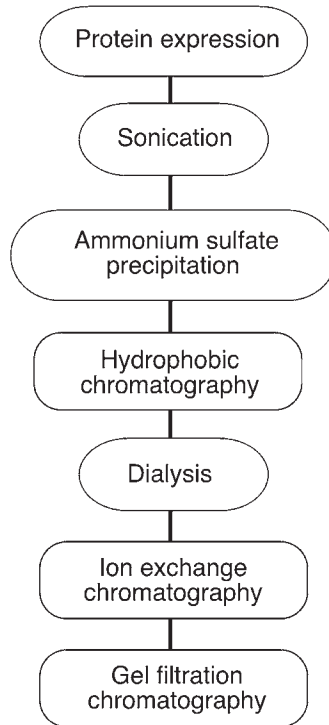 Protein expression
Sonication
Ammonium sulfate
precipitation
Hydrophobic
chromatography
Dialysis
Ion exchange
chromatography
Gel filtration
chromatography